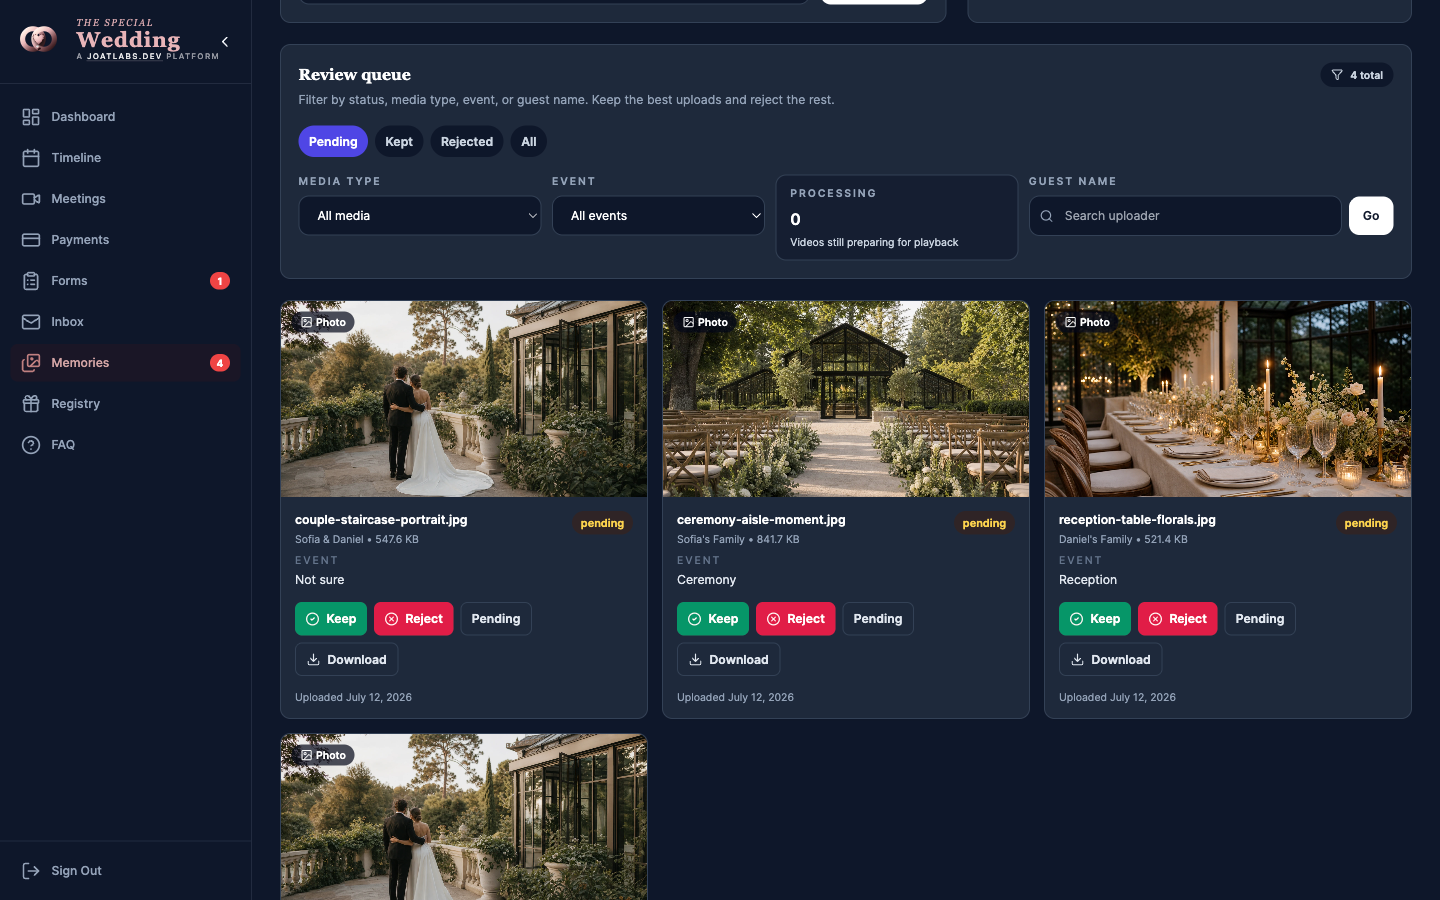 THE SPECIAL
Wedding
A JOATLABS.DEV PLATFORM
Dashboard
Timeline
Meetings
Payments
Forms
1
Inbox
Memories
4
Registry
FAQ
Sign Out
Review queue
4 total
Filter by status, media type, event, or guest name. Keep the best uploads and reject the rest.
Pending
Kept
Rejected
All
MEDIA TYPE
All media
EVENT
All events
PROCESSING
0
Videos still preparing for playback
GUEST NAME
Search uploader
Go
Photo
couple-staircase-portrait.jpg
pending
Sofia & Daniel • 547.6 KB
EVENT
Not sure
Keep
Reject
Pending
Download
Uploaded July 12, 2026
Photo
ceremony-aisle-moment.jpg
pending
Sofia's Family • 841.7 KB
EVENT
Ceremony
Keep
Reject
Pending
Download
Uploaded July 12, 2026
Photo
reception-table-florals.jpg
pending
Daniel's Family • 521.4 KB
EVENT
Reception
Keep
Reject
Pending
Download
Uploaded July 12, 2026
Photo